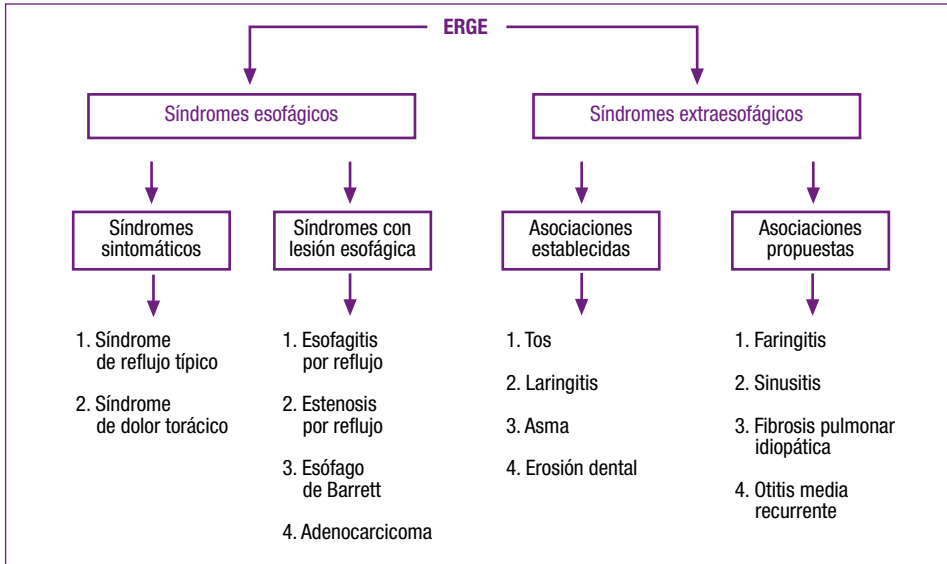 ERGE
Síndromes esofágicos
Síndromes extraesofágicos
Síndromes
sintomáticos
Síndromes con
lesión esofágica
Asociaciones
establecidas
Asociaciones
propuestas
1. Síndrome
de reflujo típico
2. Síndrome
de dolor torácico
1. Esofagitis
por reflujo
2. Estenosis
por reflujo
3. Esófago
de Barrett
4. Adenocarcicoma
1. Tos
2. Laringitis
3. Asma
4. Erosión dental
1. Faringitis
2. Sinusitis
3. Fibrosis pulmonar
idiopática
4. Otitis media
recurrente